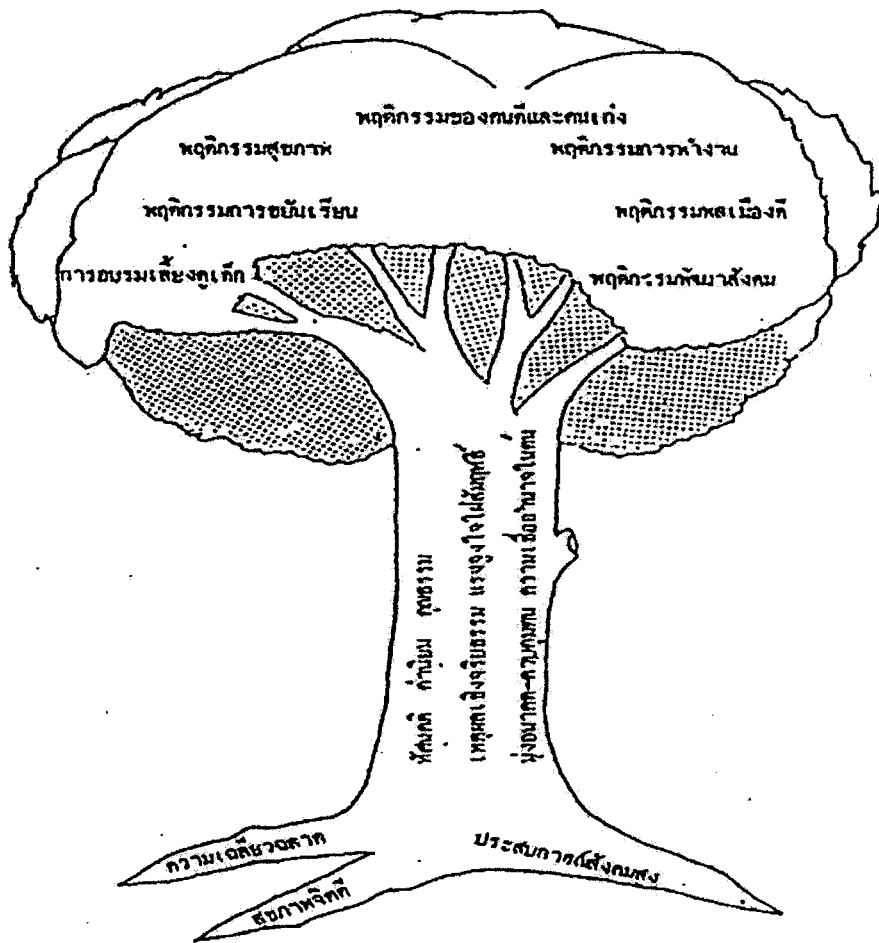 พฤติกรรมของคนดีและคนเก่ง
พฤติกรรมสุขภาพ
พฤติกรรมการทำงาน
พฤติกรรมการขยันเรียน
พฤติกรรมพลเมืองดี
การอบรมเลี้ยงดูเด็ก
พฤติกรรมพัฒนาสังคม
ทัศนคติ ค่านิยม คุณธรรม
เหตุผลเชิงจริยธรรม แรงจูงใจใฝ่สัมฤทธิ์
มุ่งอนาคต-ควบคุมตน ความเชื่ออำนาจในตน
ความเฉลียวฉลาด
ประสบการณ์สังคมสูง
สุขภาพจิตดี